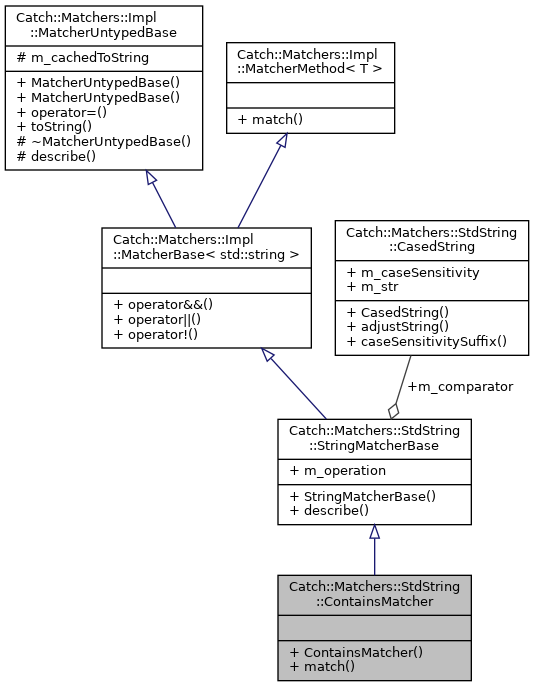 Catch::Matchers::Impl
::MatcherUntypedBase
# m_cachedToString
+ MatcherUntypedBase()
+ MatcherUntypedBase()
+ operator=()
+ toString()
# ~MatcherUntypedBase()
# describe()
Catch::Matchers::Impl
::MatcherMethod< T >
+ match()
Catch::Matchers::Impl
::MatcherBase< std::string >
+ operator&&()
+ operator||()
+ operator!()
Catch::Matchers::StdString
::CasedString
+ m_caseSensitivity
+ m_str
+ CasedString()
+ adjustString()
+ caseSensitivitySuffix()
+m_comparator
Catch::Matchers::StdString
::StringMatcherBase
+ m_operation
+ StringMatcherBase()
+ describe()
Catch::Matchers::StdString
::ContainsMatcher
+ ContainsMatcher()
+ match()